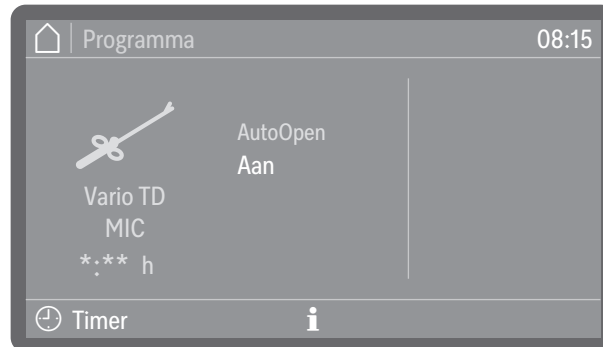 Programma
08:15
AutoOpen
Aan
Vario TD
MIC
*:** h
Timer
i